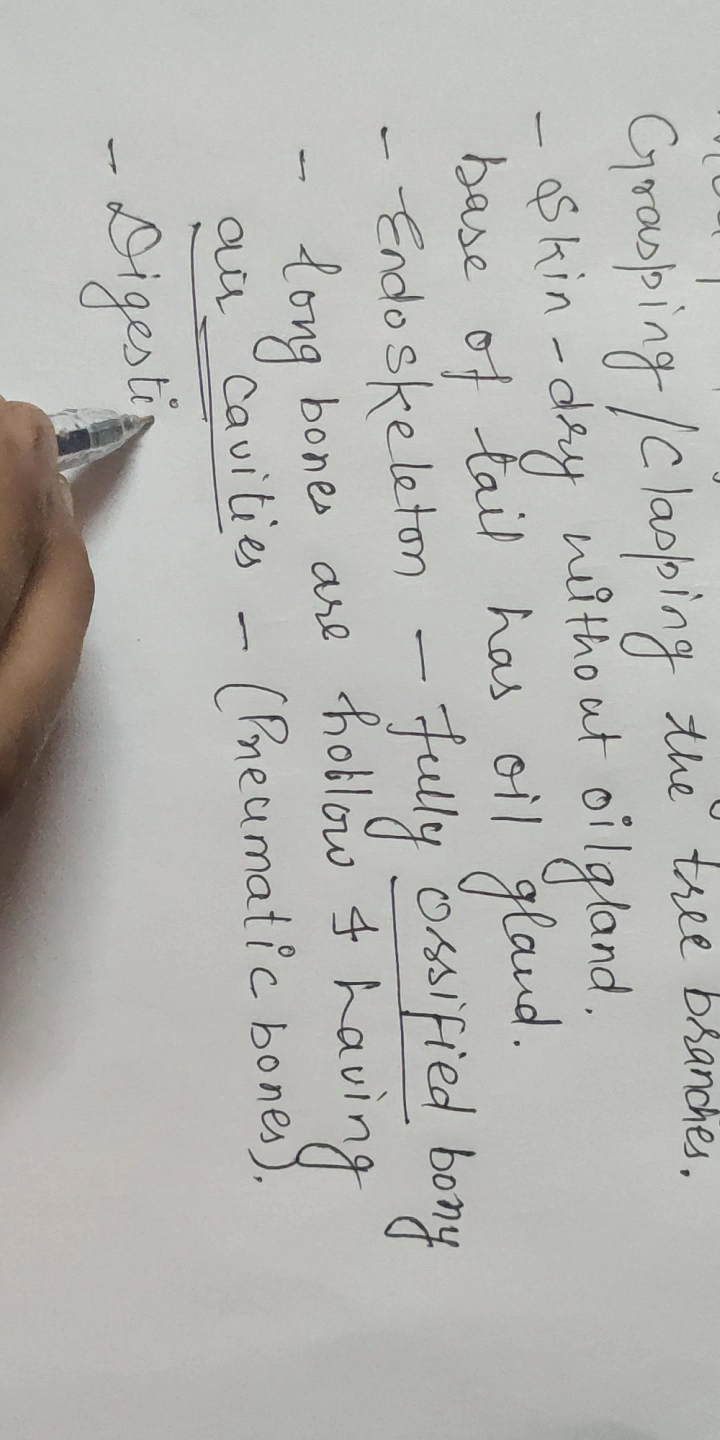 Grasping / Clasping the tree branches.
- Skin - dry without oil gland.
base of tail has oil gland.
- Endoskeleton - fully ossified bony
- long bones are hollow & having
air cavities - (Pneumatic bones).
- Digesti